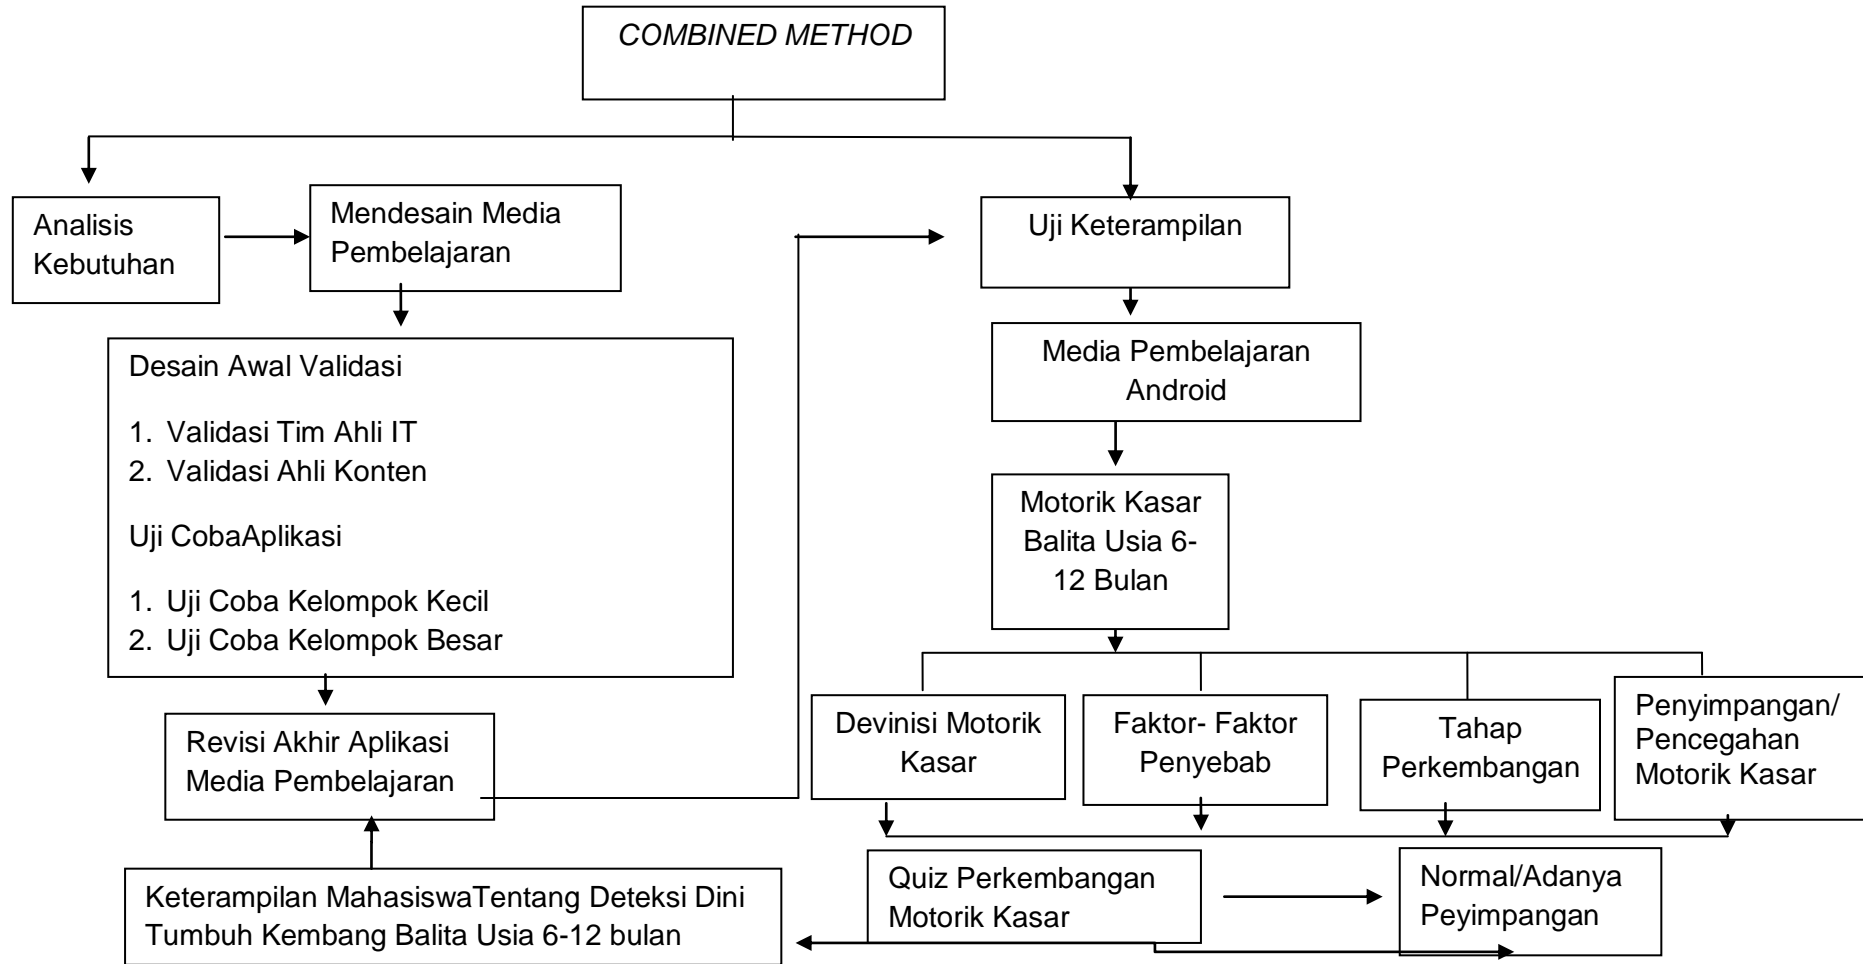 COMBINED METHOD
Analisis
Kebutuhan
Mendesain Media
Pembelajaran
Uji Keterampilan
Desain Awal Validasi
1. Validasi Tim Ahli IT
2. Validasi Ahli Konten
Uji CobaAplikasi
1. Uji Coba Kelompok Kecil
2. Uji Coba Kelompok Besar
Media Pembelajaran
Android
Motorik Kasar
Balita Usia 6-
12 Bulan
Revisi Akhir Aplikasi
Media Pembelajaran
Devinisi Motorik
Kasar
Faktor- Faktor
Penyebab
Tahap
Perkembangan
Penyimpangan/
Pencegahan
Motorik Kasar
Keterampilan MahasiswaTentang Deteksi Dini
Tumbuh Kembang Balita Usia 6-12 bulan
Quiz Perkembangan
Motorik Kasar
Normal/Adanya
Peyimpangan